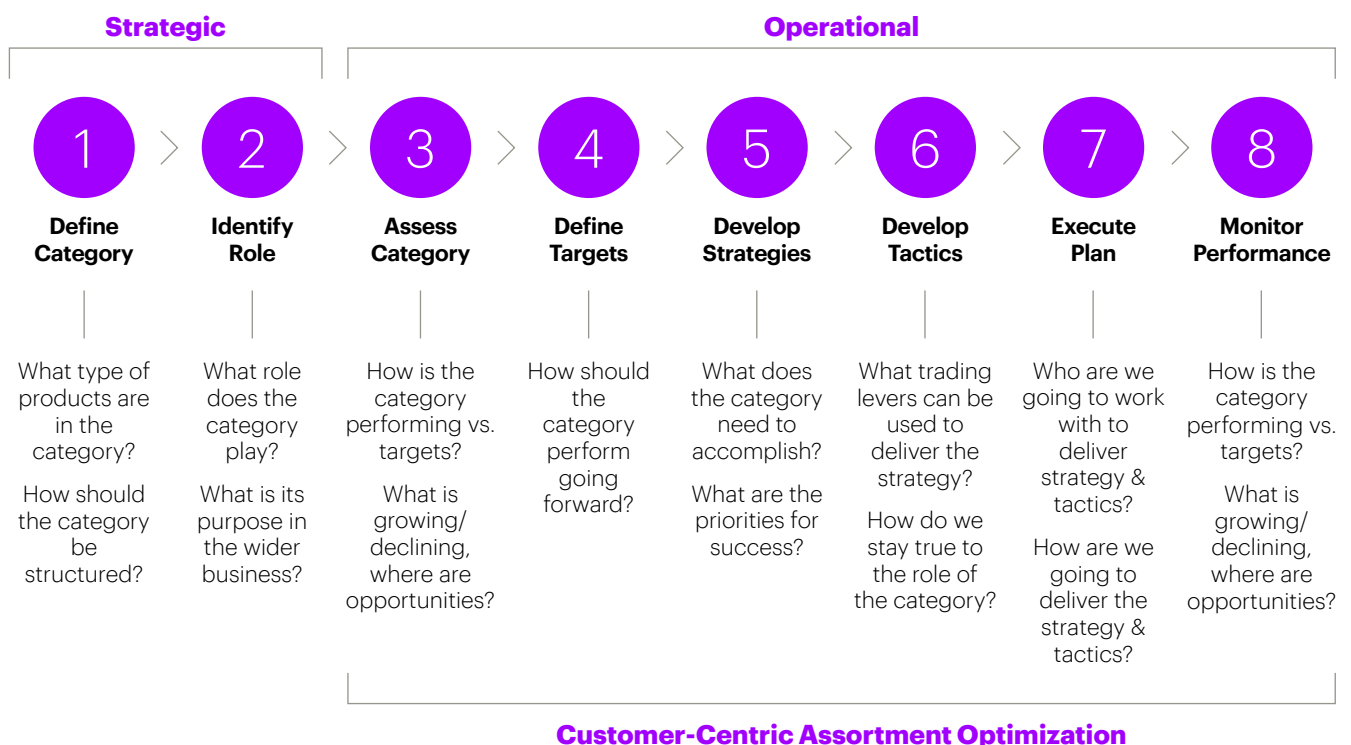 Strategic
Operational
1
2
3
4
5
6
7
8
Define
Category
Identify
Role
Assess
Category
Define
Targets
Develop
Strategies
Develop
Tactics
Execute
Plan
Monitor
Performance
What type of
products are
in the
category?
How should
the category
be
structured?
What role
does the
category
play?
What is its
purpose in
the wider
business?
How is the
category
performing vs.
targets?
What is
growing/
declining,
where are
opportunities?
How should
the
category
perform
going
forward?
What does
the category
need to
accomplish?
What are the
priorities for
success?
What trading
levers can be
used to
deliver the
strategy?
How do we
stay true to
the role of
the category?
Who are we
going to work
with to
deliver
strategy &
tactics?
How are we
going to
deliver the
strategy &
tactics?
How is the
category
performing vs.
targets?
What is
growing/
declining,
where are
opportunities?
Customer-Centric Assortment Optimization